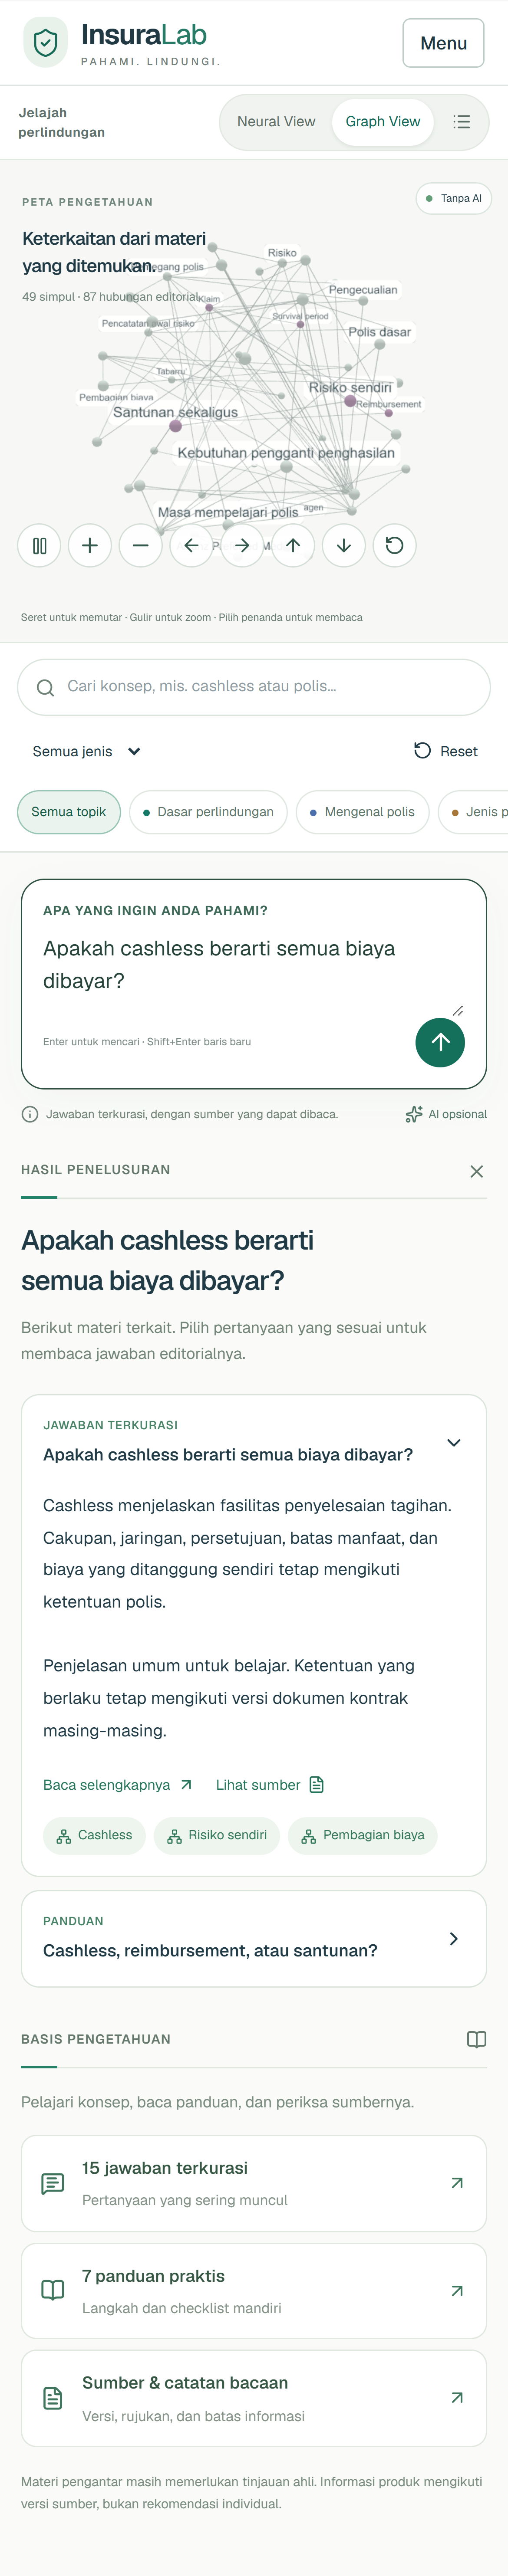 InsuraLab
PAHAMI. LINDUNGI.
Menu
Jelajah
perlindungan
Neural View
Graph View
PETA PENGETAHUAN
Tanpa AI
Keterkaitan dari materi
yang ditemukan.
49 simpul · 87 hubungan editorial
Risiko
Pengecualian
Klaim
Survival period
Polis dasar
Tabarru
Risiko sendiri
Reimbursement
Pembagian biaya
Santunan sekaligus
Kebutuhan pengganti penghasilan
Masa mempelajari polis
agen
Seret untuk memutar · Gulir untuk zoom · Pilih penanda untuk membaca
Cari konsep, mis. cashless atau polis...
Semua jenis
Reset
Semua topik
Dasar perlindungan
Mengenal polis
Jenis p
APA YANG INGIN ANDA PAHAMI?
Apakah cashless berarti semua biaya
dibayar?
Enter untuk mencari · Shift+Enter baris baru
Jawaban terkurasi, dengan sumber yang dapat dibaca.
AI opsional
HASIL PENELUSURAN
Apakah cashless berarti
semua biaya dibayar?
Berikut materi terkait. Pilih pertanyaan yang sesuai untuk
membaca jawaban editorialnya.
JAWABAN TERKURASI
Apakah cashless berarti semua biaya dibayar?
Cashless menjelaskan fasilitas penyelesaian tagihan.
Cakupan, jaringan, persetujuan, batas manfaat, dan
biaya yang ditanggung sendiri tetap mengikuti
ketentuan polis.
Penjelasan umum untuk belajar. Ketentuan yang
berlaku tetap mengikuti versi dokumen kontrak
masing-masing.
Baca selengkapnya
Lihat sumber
Cashless
Risiko sendiri
Pembagian biaya
PANDUAN
Cashless, reimbursement, atau santunan?
BASIS PENGETAHUAN
Pelajari konsep, baca panduan, dan periksa sumbernya.
15 jawaban terkurasi
Pertanyaan yang sering muncul
7 panduan praktis
Langkah dan checklist mandiri
Sumber & catatan bacaan
Versi, rujukan, dan batas informasi
Materi pengantar masih memerlukan tinjauan ahli. Informasi produk mengikuti
versi sumber, bukan rekomendasi individual.